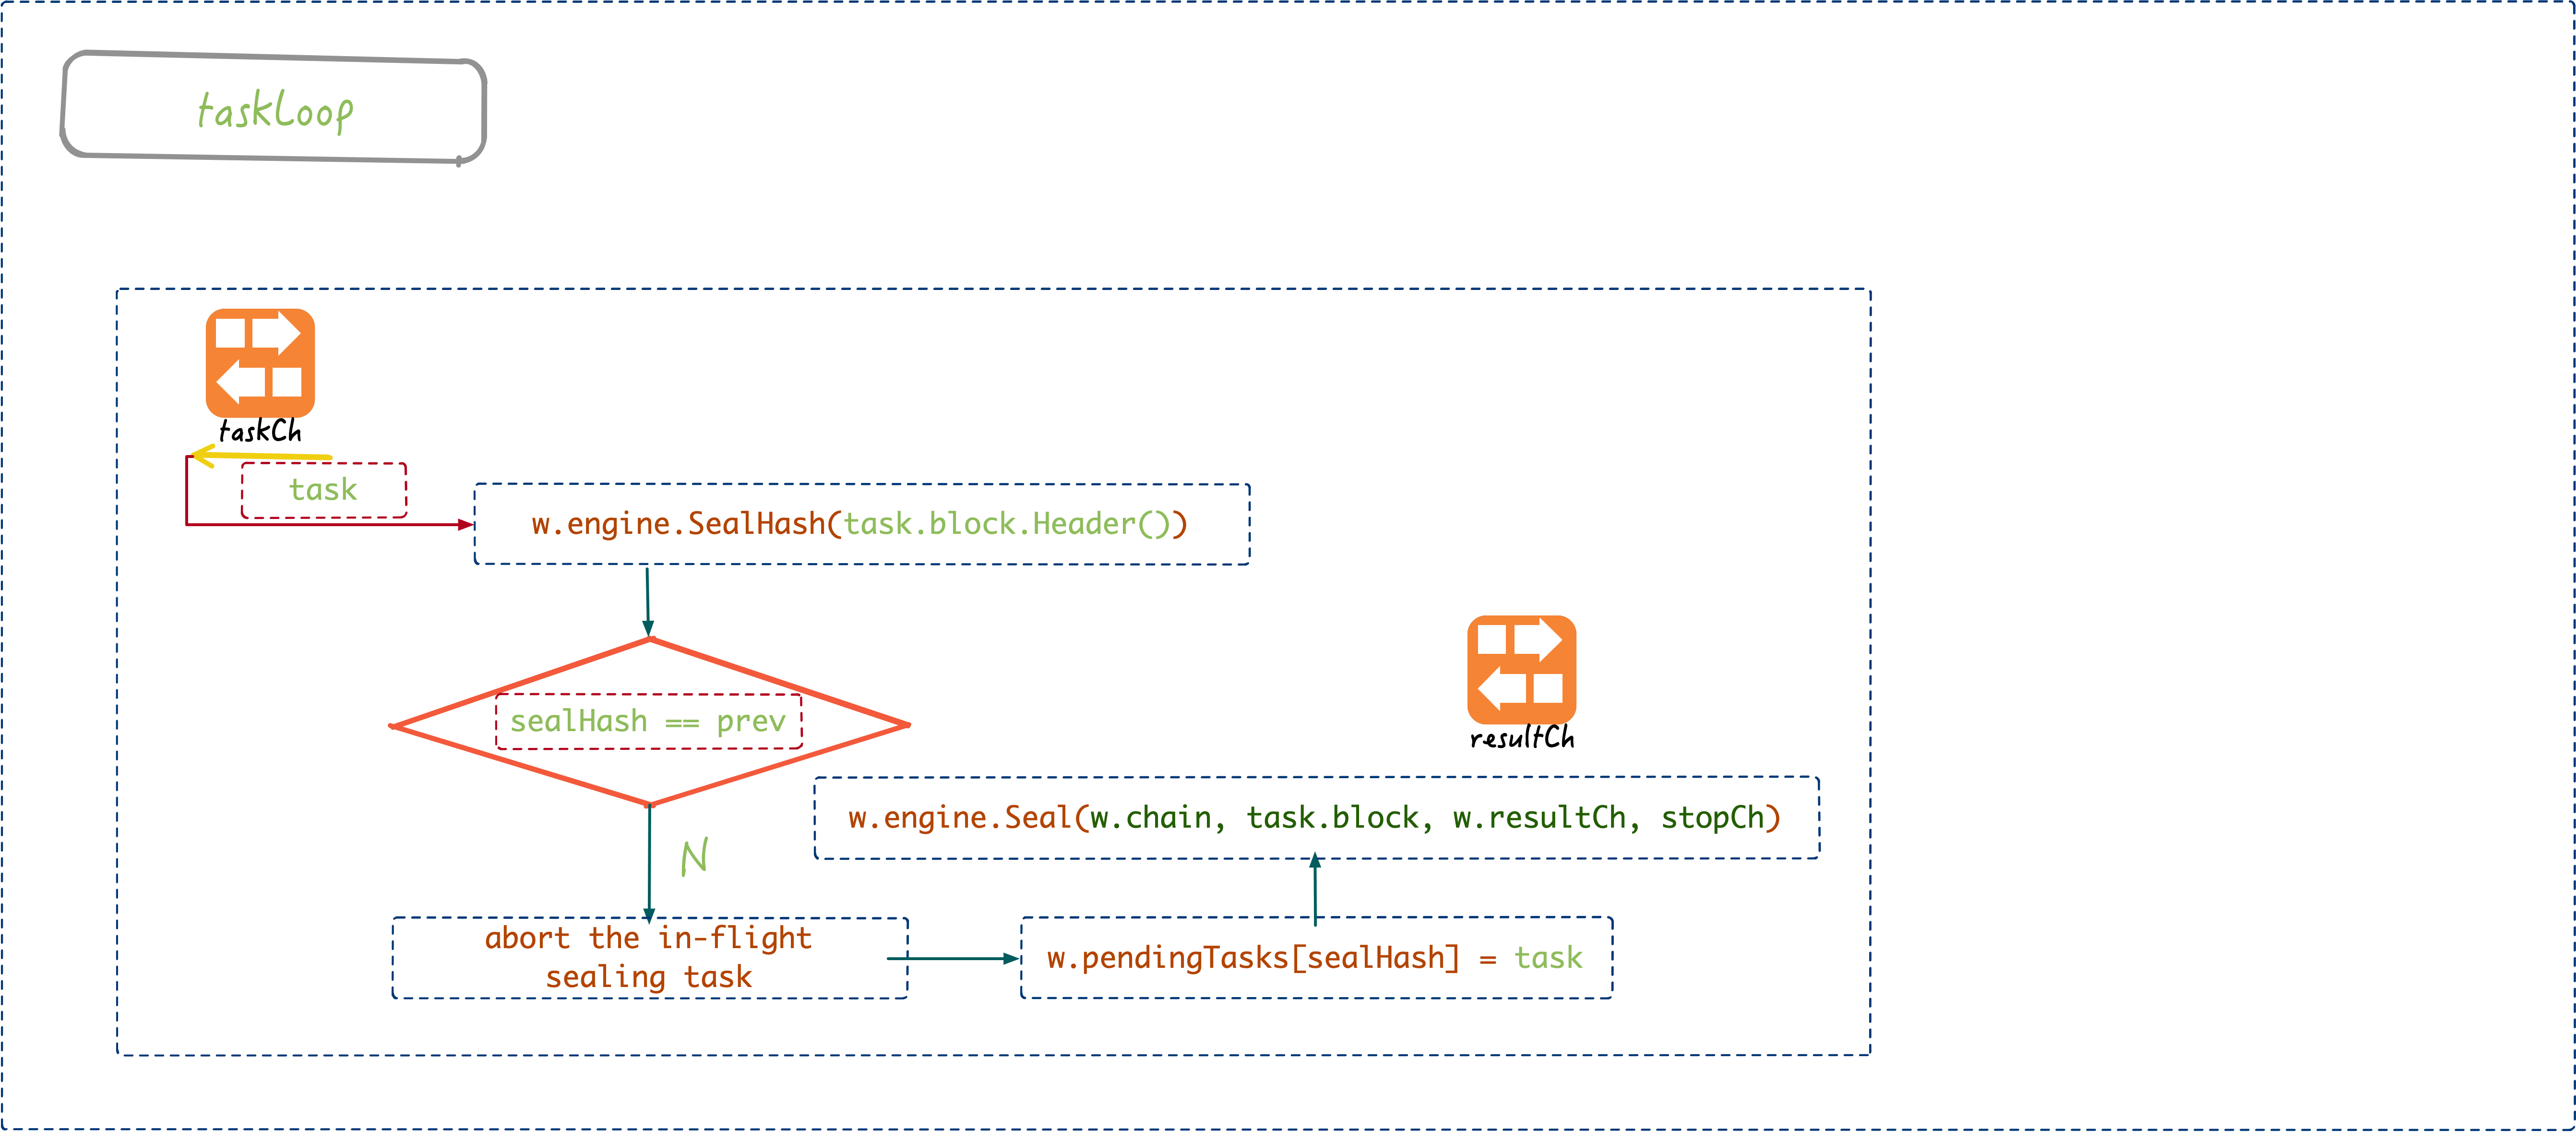 taskLoop
taskCh
task
w.engine.SealHash(task.block.Header())
sealHash == prev
resultCh
w.engine.Seal(w.chain, task.block, w.resultCh, stopCh)
N
abort the in-flight
sealing task
w.pendingTasks[sealHash] = task